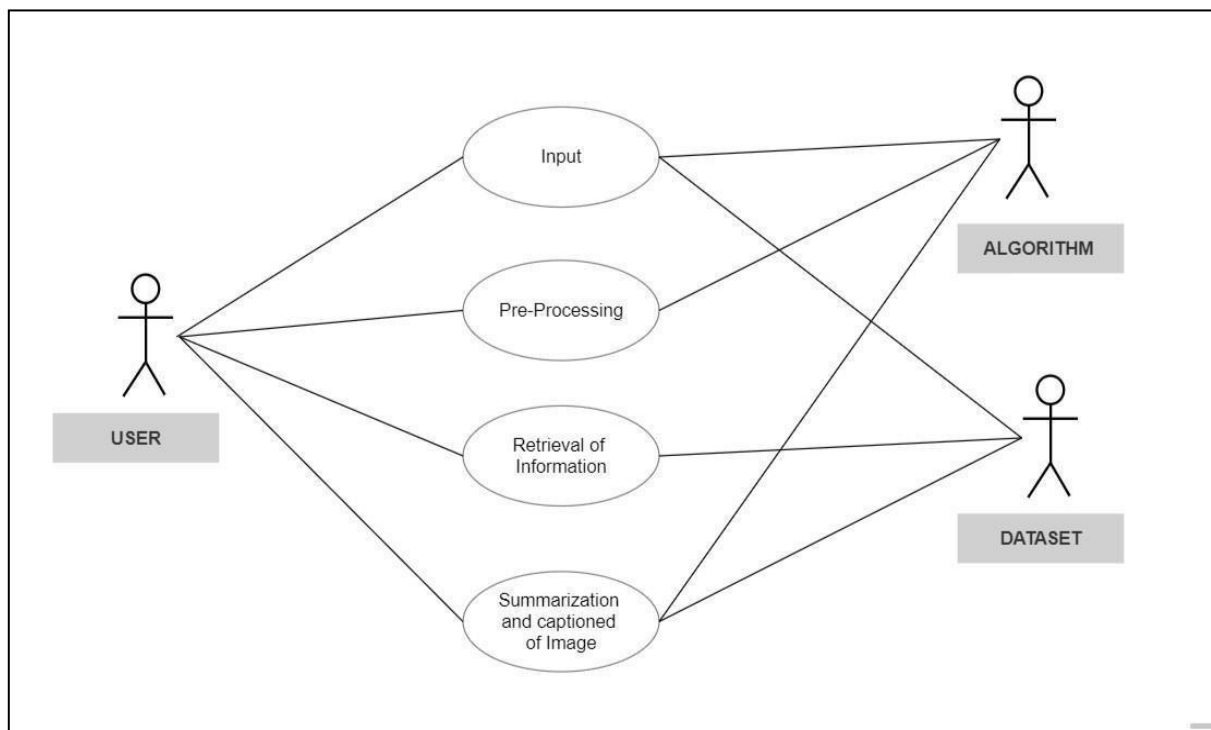 Input
ALGORITHM
Pre-Processing
USER
Retrieval of
Information
DATASET
Summarization
and captioned
of Image